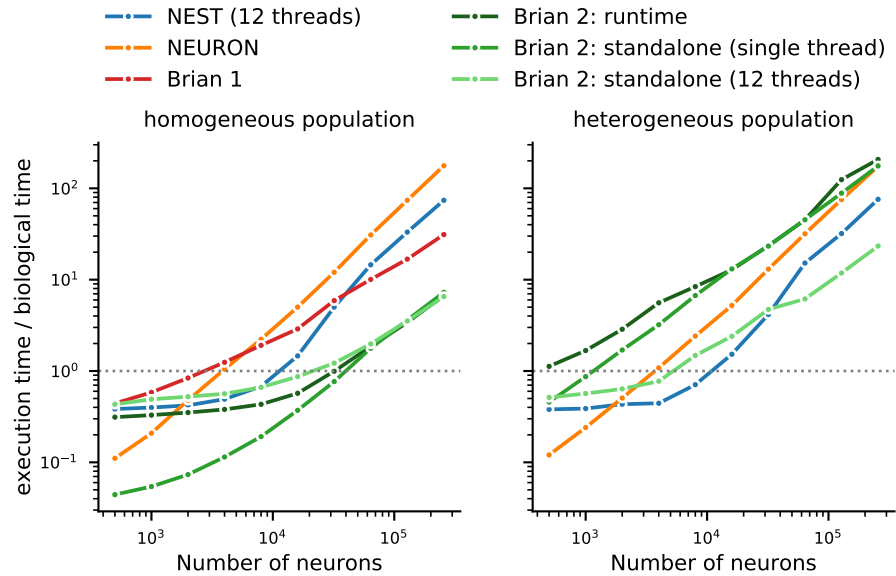 NEST (12 threads)
NEURON
Brian 1
Brian 2: runtime
Brian 2: standalone (single thread)
Brian 2: standalone (12 threads)
homogeneous population
heterogeneous population
execution time / biological time
10²
10¹
10⁰
10⁻¹
10³ 10⁴ 10⁵
10³ 10⁴ 10⁵
Number of neurons
Number of neurons